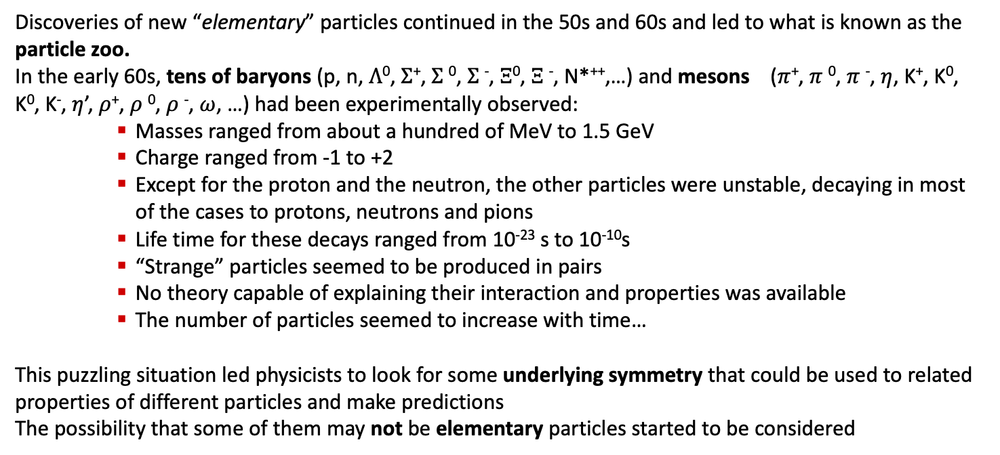 Discoveries of new “elementary” particles continued in the 50s and 60s and led to what is known as the
particle zoo.
In the early 60s, tens of baryons (p, n, Λ⁰, Σ⁺, Σ ⁰, Σ ⁻, Ξ⁰, Ξ ⁻, N*⁺⁺,...) and mesons (π⁺, π ⁰, π ⁻, η, K⁺, K⁰,
K⁰, K⁻, η’, ρ⁺, ρ ⁰, ρ ⁻, ω, ...) had been experimentally observed:
▪ Masses ranged from about a hundred of MeV to 1.5 GeV
▪ Charge ranged from -1 to +2
▪ Except for the proton and the neutron, the other particles were unstable, decaying in most
of the cases to protons, neutrons and pions
▪ Life time for these decays ranged from 10⁻²³ s to 10⁻¹⁰s
▪ “Strange” particles seemed to be produced in pairs
▪ No theory capable of explaining their interaction and properties was available
▪ The number of particles seemed to increase with time...
This puzzling situation led physicists to look for some underlying symmetry that could be used to related
properties of different particles and make predictions
The possibility that some of them may not be elementary particles started to be considered